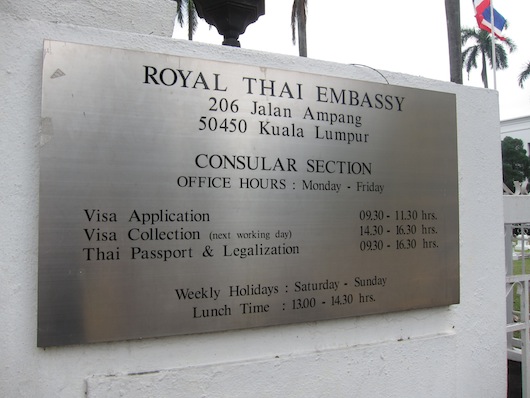 ROYAL THAI EMBASSY
206 Jalan Ampang
50450 Kuala Lumpur
CONSULAR SECTION
OFFICE HOURS : Monday - Friday
Visa Application 09.30 - 11.30 hrs.
Visa Collection (next working day) 14.30 - 16.30 hrs.
Thai Passport & Legalization 09.30 - 16.30 hrs.
Weekly Holidays : Saturday - Sunday
Lunch Time : 13.00 - 14.30 hrs.